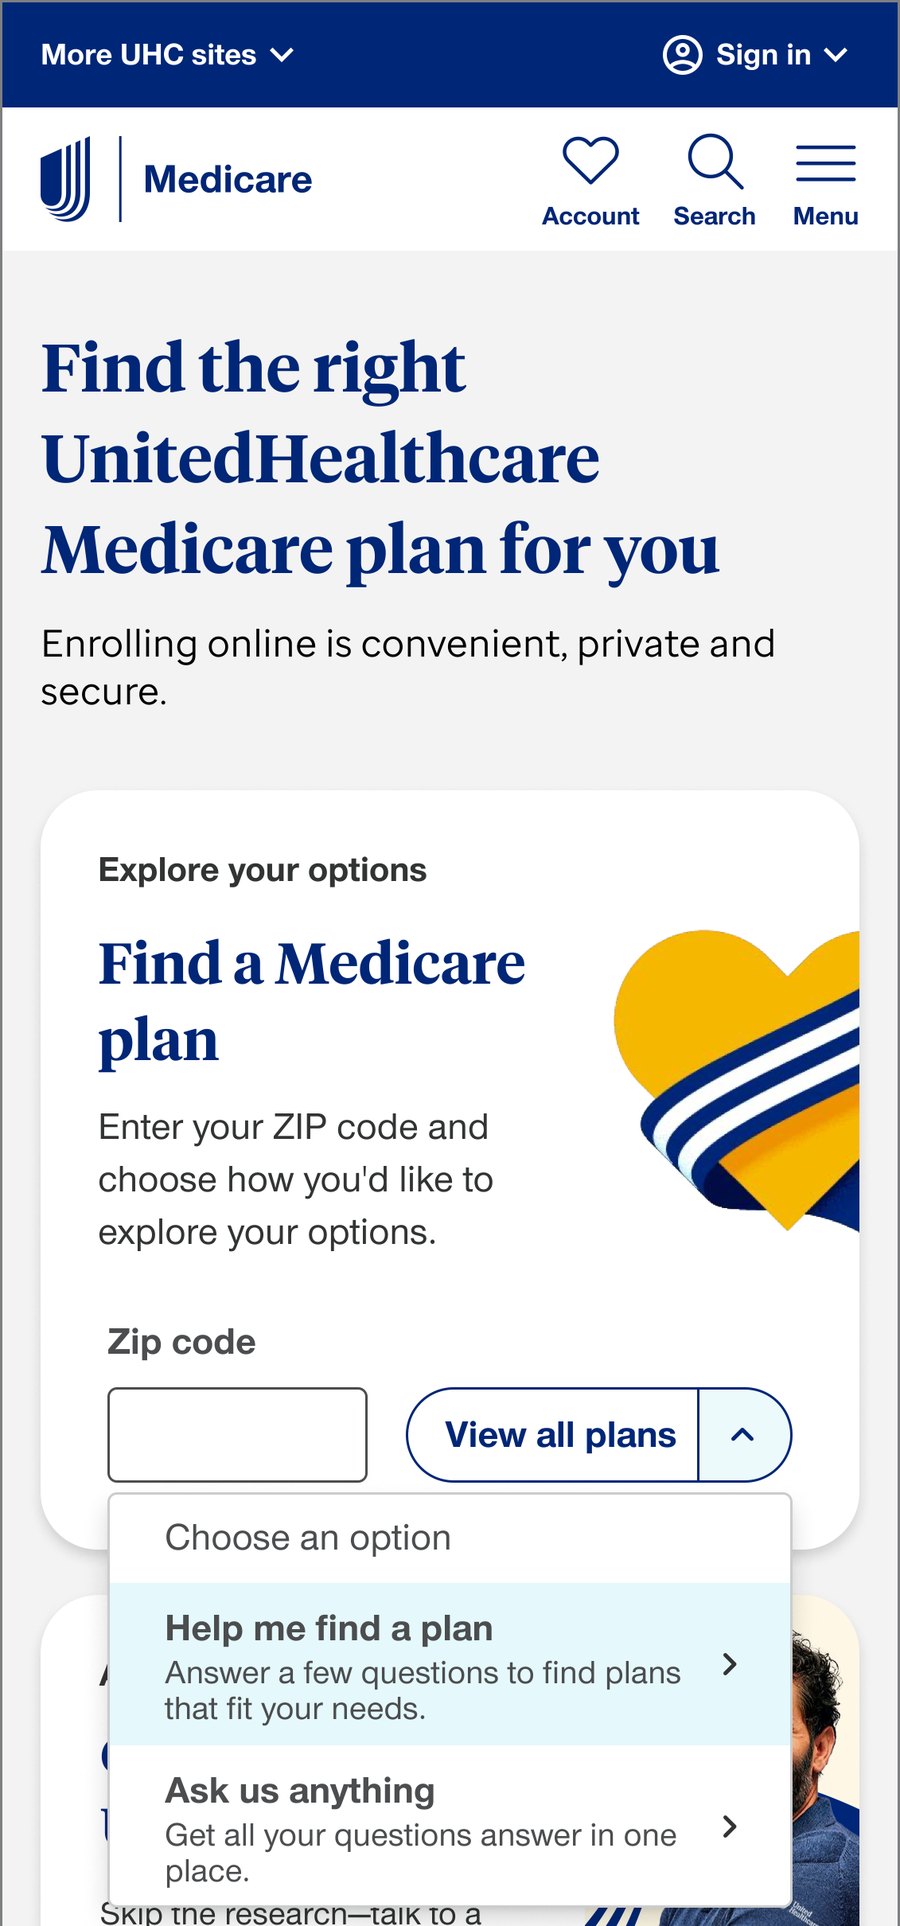 More UHC sites
Sign in
Medicare
Account
Search
Menu
Find the right
UnitedHealthcare
Medicare plan for you
Enrolling online is convenient, private and
secure.
Explore your options
Find a Medicare
plan
Enter your ZIP code and
choose how you'd like to
explore your options.
Zip code
View all plans
Choose an option
Help me find a plan
Answer a few questions to find plans
that fit your needs.
Ask us anything
Get all your questions answer in one
place.
Skip the research—talk to a
United
Healthcare